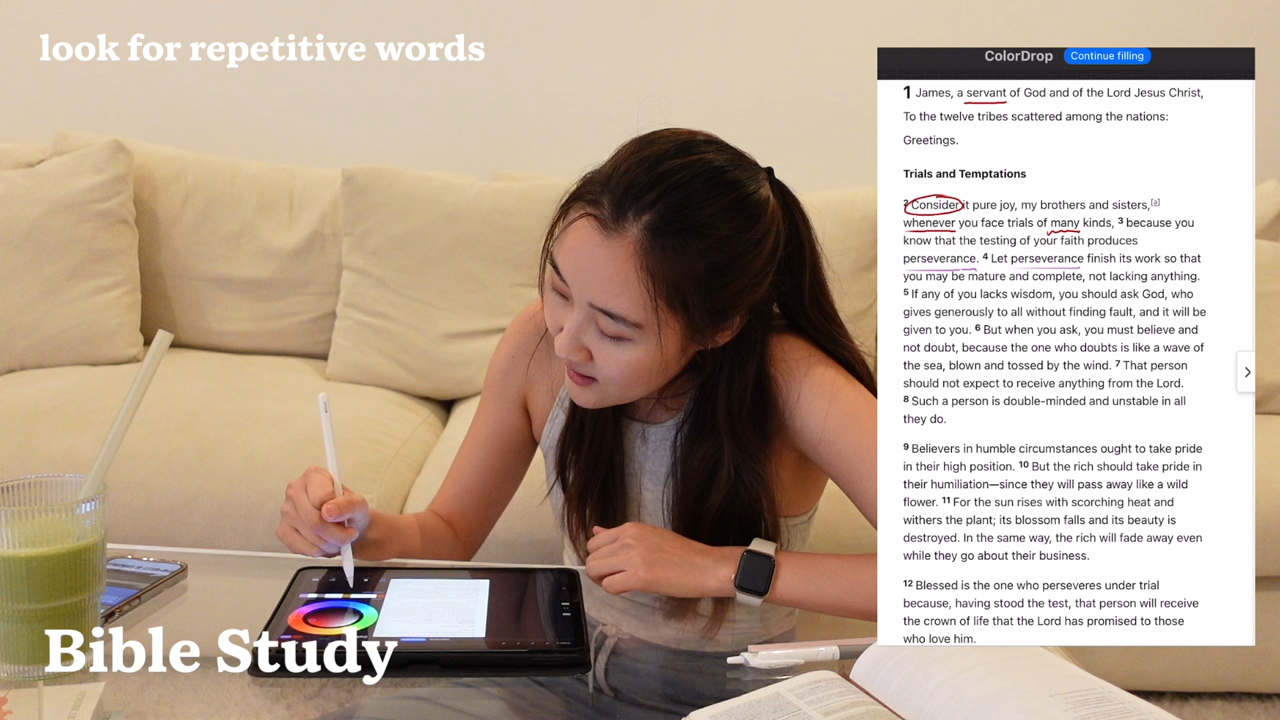 look for repetitive words
ColorDrop Continue filling
1 James, a servant of God and of the Lord Jesus Christ,
To the twelve tribes scattered among the nations:
Greetings.
Trials and Temptations
2 Consider it pure joy, my brothers and sisters,[a]
whenever you face trials of many kinds, 3 because you
know that the testing of your faith produces
perseverance. 4 Let perseverance finish its work so that
you may be mature and complete, not lacking anything.
5 If any of you lacks wisdom, you should ask God, who
gives generously to all without finding fault, and it will be
given to you. 6 But when you ask, you must believe and
not doubt, because the one who doubts is like a wave of
the sea, blown and tossed by the wind. 7 That person
should not expect to receive anything from the Lord.
8 Such a person is double-minded and unstable in all
they do.
9 Believers in humble circumstances ought to take pride
in their high position. 10 But the rich should take pride in
their humiliation—since they will pass away like a wild
flower. 11 For the sun rises with scorching heat and
withers the plant; its blossom falls and its beauty is
destroyed. In the same way, the rich will fade away even
while they go about their business.
12 Blessed is the one who perseveres under trial
because, having stood the test, that person will receive
the crown of life that the Lord has promised to those
who love him.
Bible Study